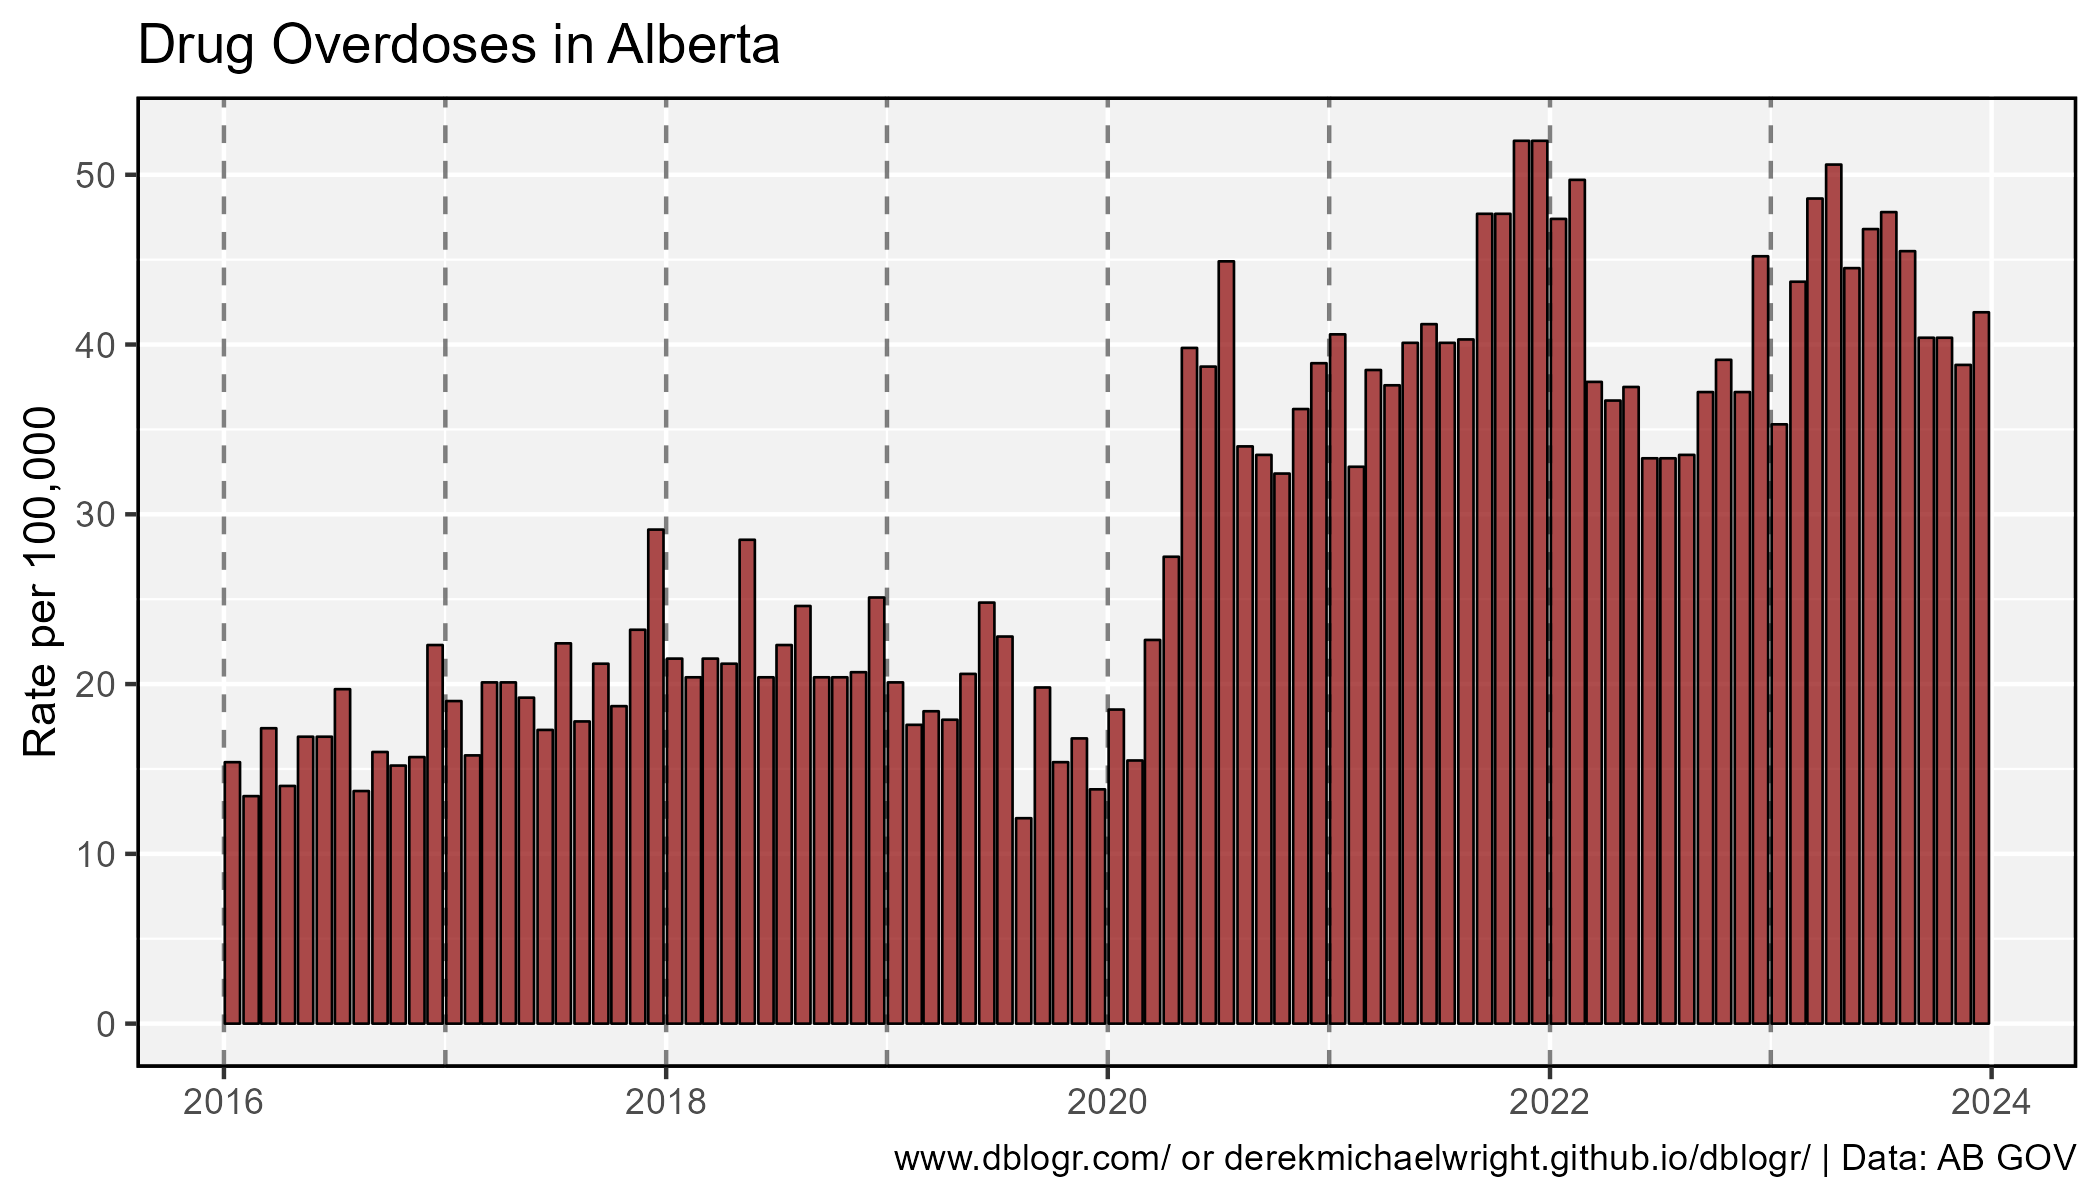 Drug Overdoses in Alberta
Rate per 100,000
50
40
30
20
10
0
2016 2018 2020 2022 2024
www.dblogr.com/ or derekmichaelwright.github.io/dblogr/ | Data: AB GOV